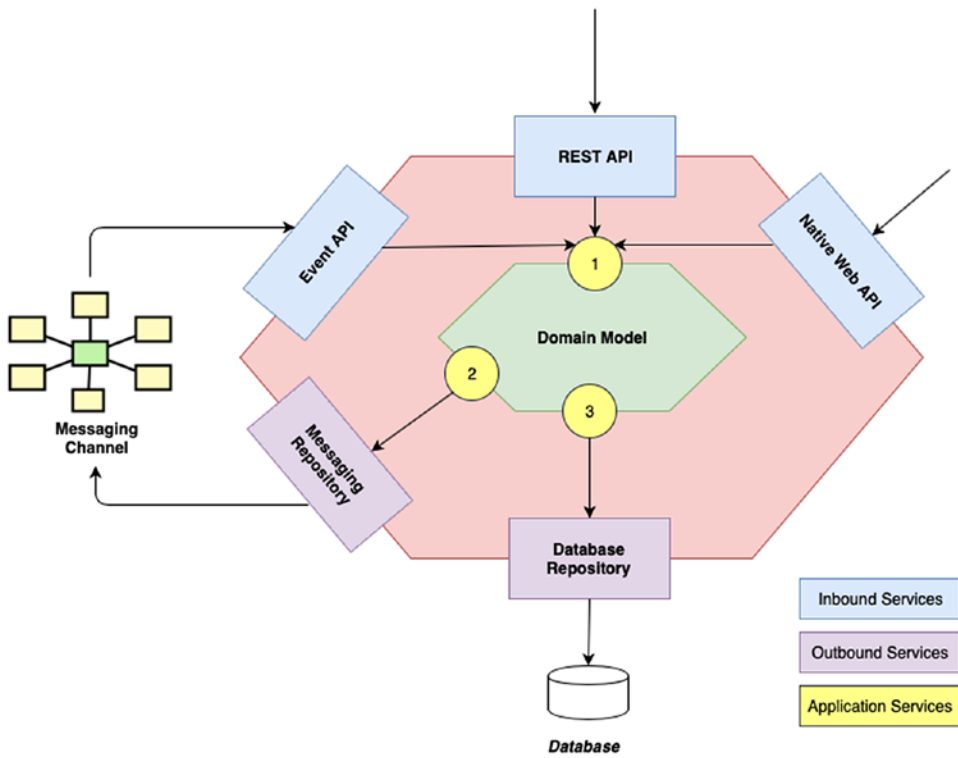 REST API
Event API
Native Web API
1
Domain Model
2
3
Messaging
Channel
Messaging
Repository
Database
Repository
Inbound Services
Outbound Services
Application Services
Database